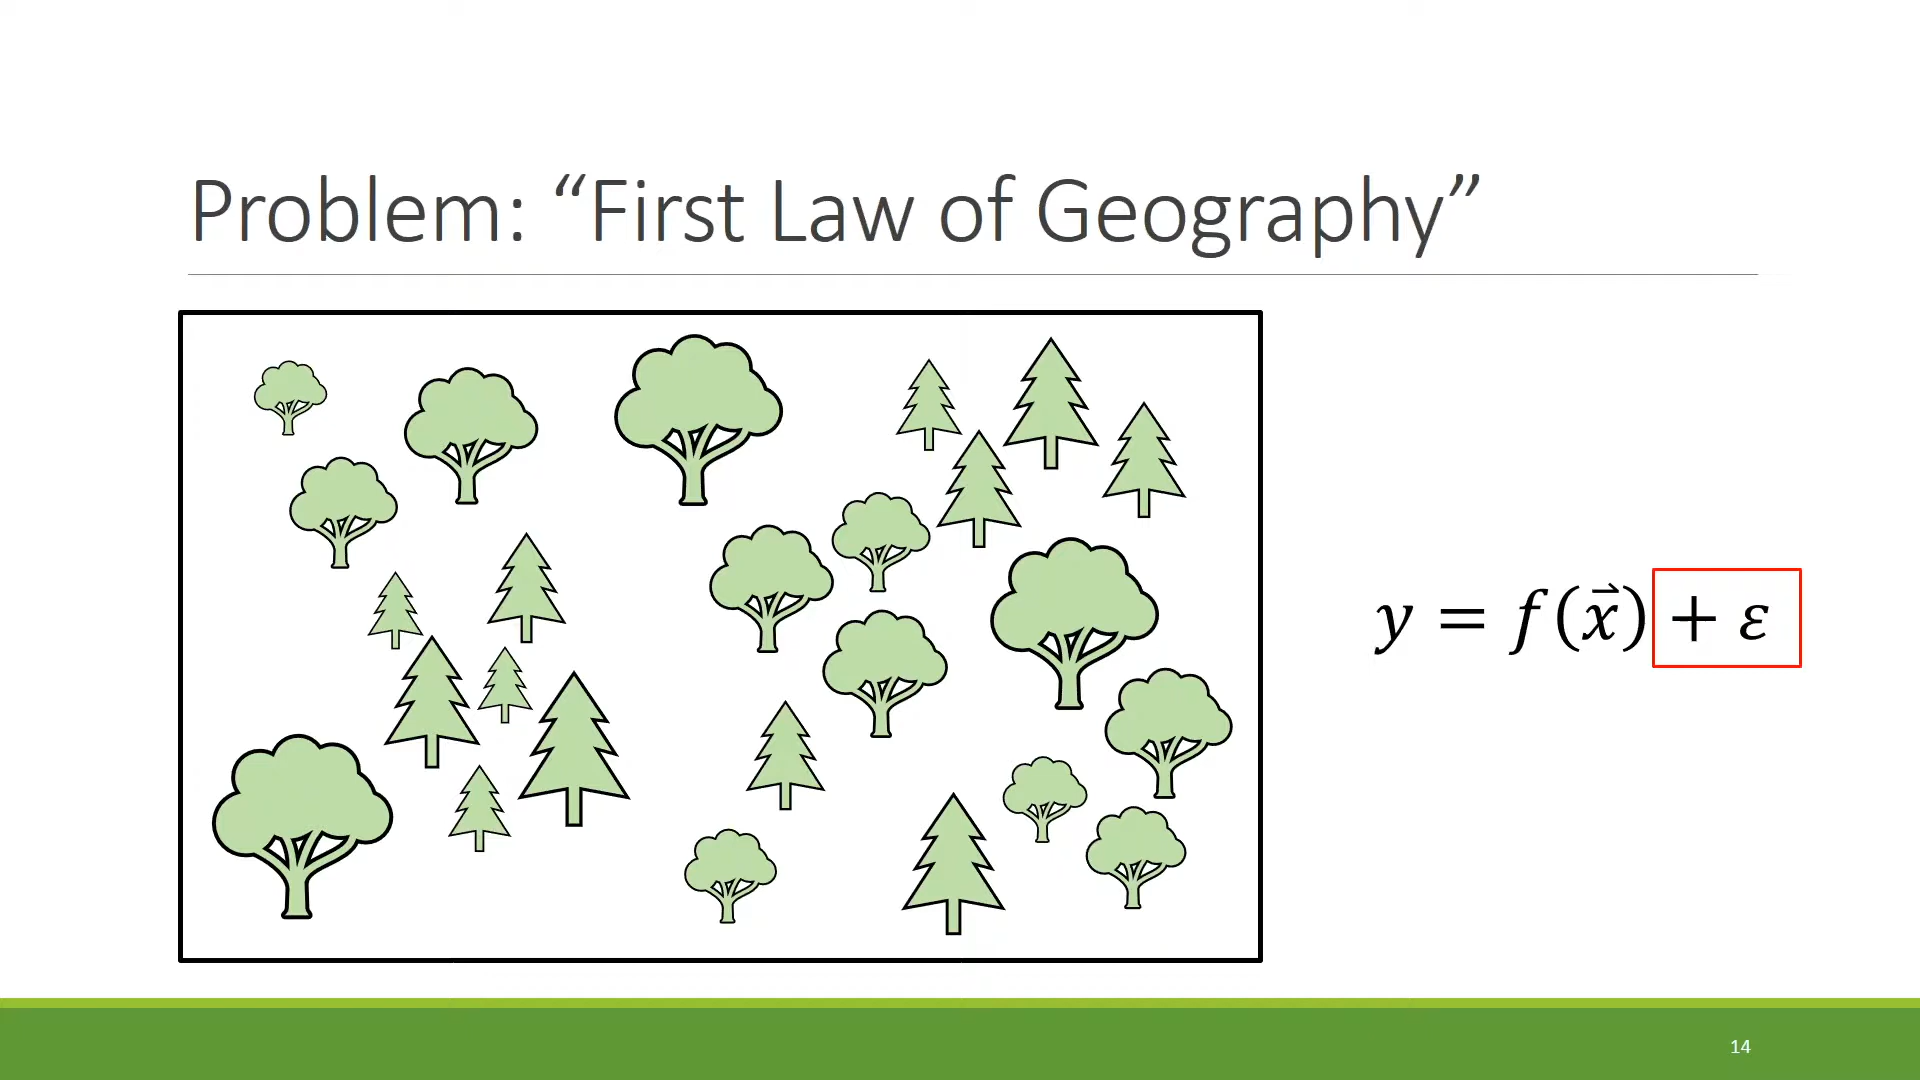 Problem: “First Law of Geography”
y = f(x⃗) + ε
14